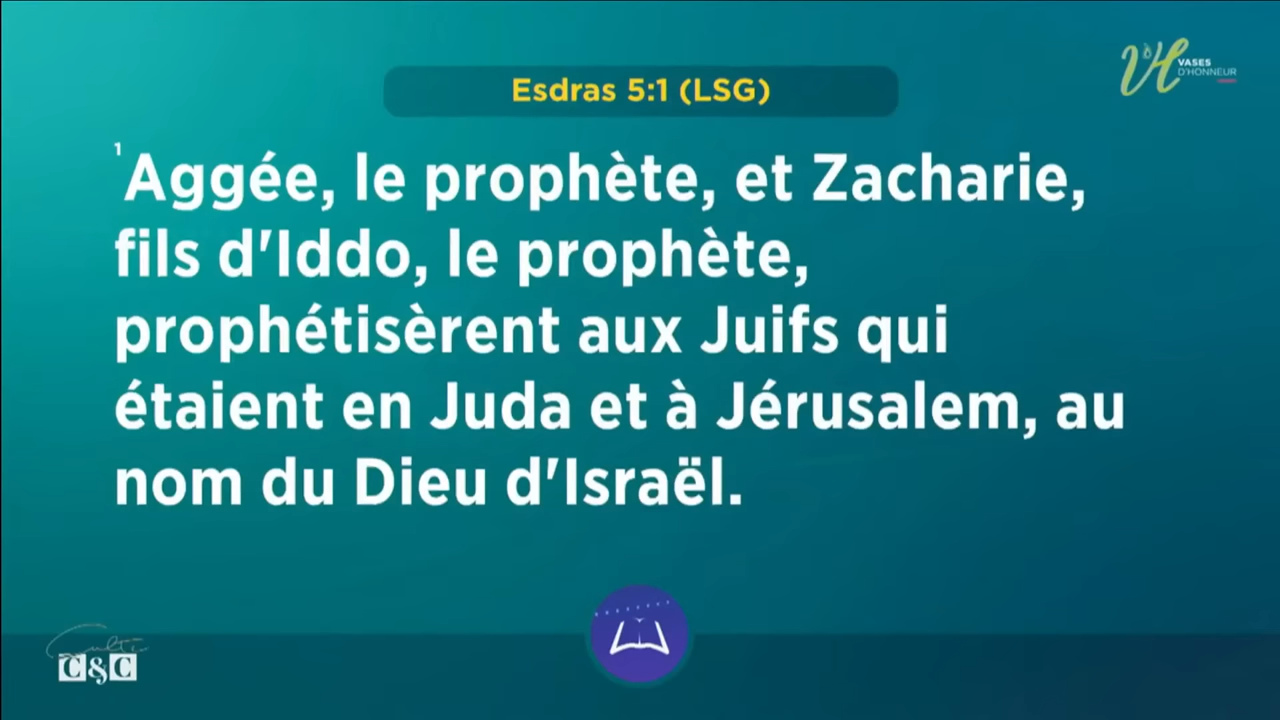 Esdras 5:1 (LSG)
VASES
D'HONNEUR
1 Aggée, le prophète, et Zacharie,
fils d'Iddo, le prophète,
prophétisèrent aux Juifs qui
étaient en Juda et à Jérusalem, au
nom du Dieu d'Israël.
Culte
C&C